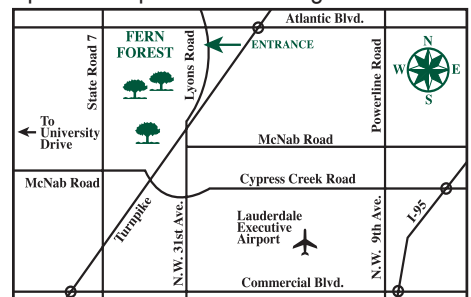 Atlantic Blvd.
FERN
FOREST
ENTRANCE
State Road 7
Lyons Road
Powerline Road
N
W E
S
To
University
Drive
McNab Road
McNab Road
Cypress Creek Road
Turnpike
N.W. 31st Ave.
Lauderdale
Executive
Airport
N.W. 9th Ave.
I-95
Commercial Blvd.